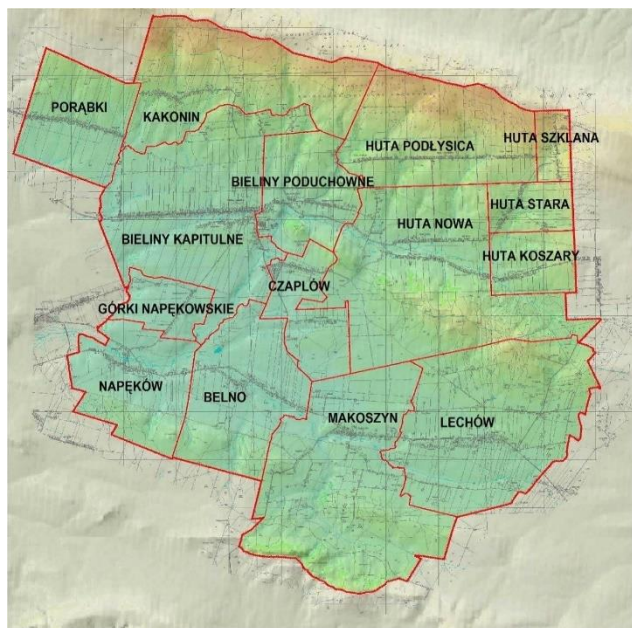 PORĄBKI
KAKONIN
HUTA PODŁYSICA
HUTA SZKLANA
BIELINY PODUCHOWNE
HUTA STARA
HUTA NOWA
BIELINY KAPITULNE
HUTA KOSZARY
CZAPLÓW
GÓRKI NAPĘKOWSKIE
NAPĘKÓW
BELNO
MAKOSZYN
LECHÓW